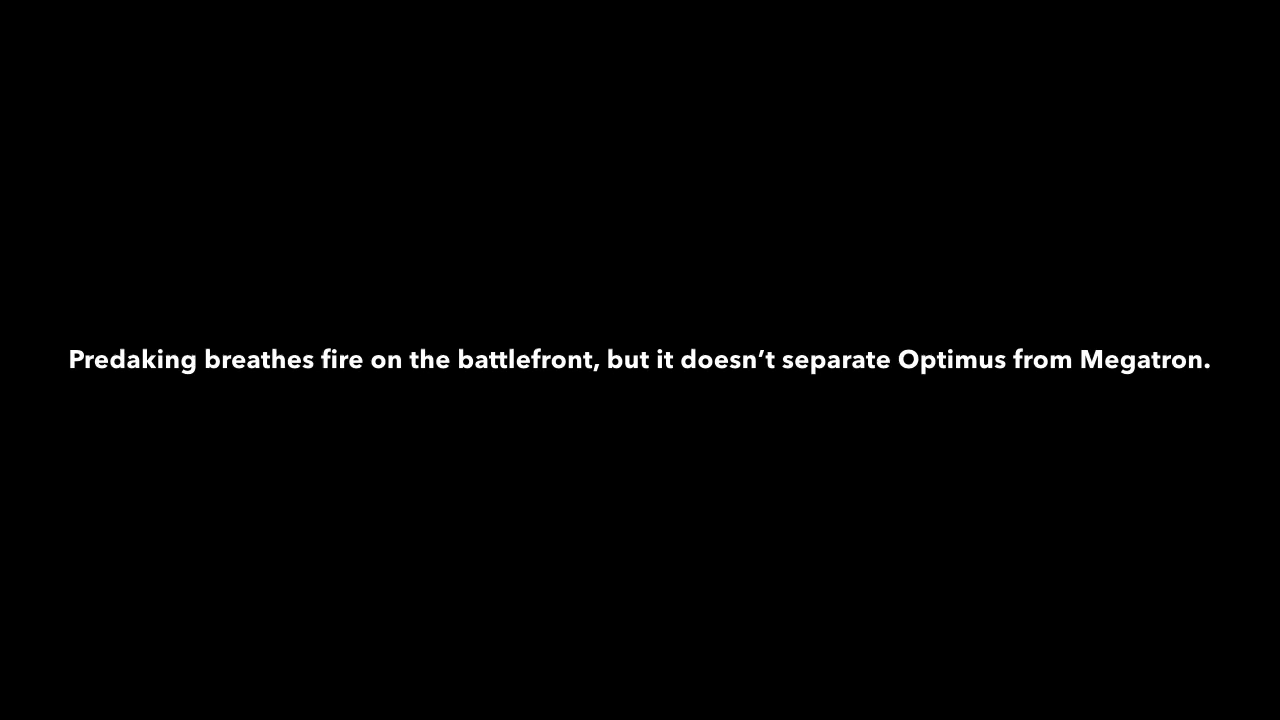 Predaking breathes fire on the battlefront, but it doesn’t separate Optimus from Megatron.